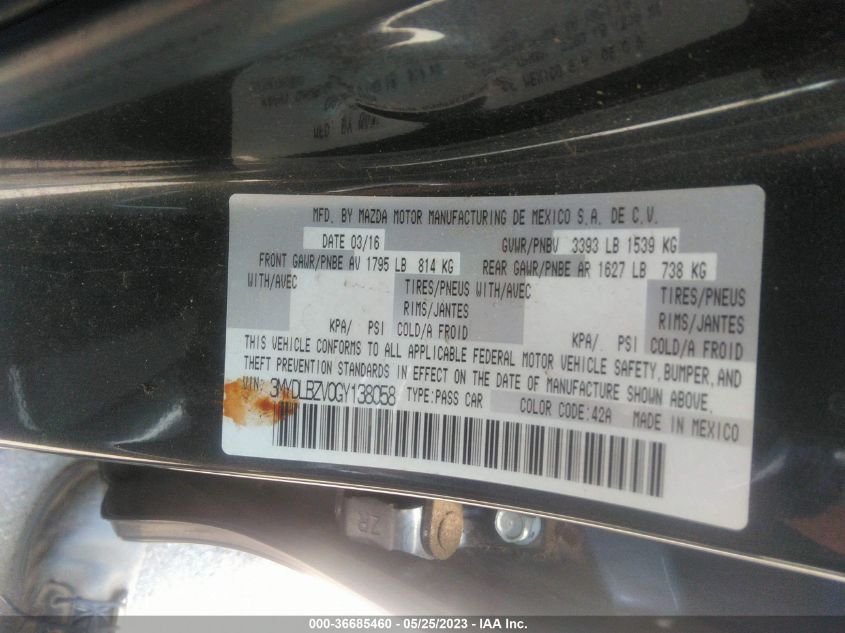 MFD. BY MAZDA MOTOR MANUFACTURING DE MEXICO S.A. DE C.V.
DATE 03/16 GVWR/PNBV 3393 LB 1539 KG
FRONT GAWR/PNBE AV 1795 LB 814 KG REAR GAWR/PNBE AR 1627 LB 738 KG
WITH/AVEC TIRES/PNEUS WITH/AVEC TIRES/PNEUS
RIMS/JANTES RIMS/JANTES
KPA/ PSI COLD/A FROID KPA/ PSI COLD/A FROID
THIS VEHICLE CONFORMS TO ALL APPLICABLE FEDERAL MOTOR VEHICLE SAFETY, BUMPER, AND
THEFT PREVENTION STANDARDS IN EFFECT ON THE DATE OF MANUFACTURE SHOWN ABOVE.
VIN: 3MYDLBZV0GY138058 TYPE:PASS CAR COLOR CODE:42A MADE IN MEXICO
ZR
000-36685460 - 05/25/2023 - IAA Inc.